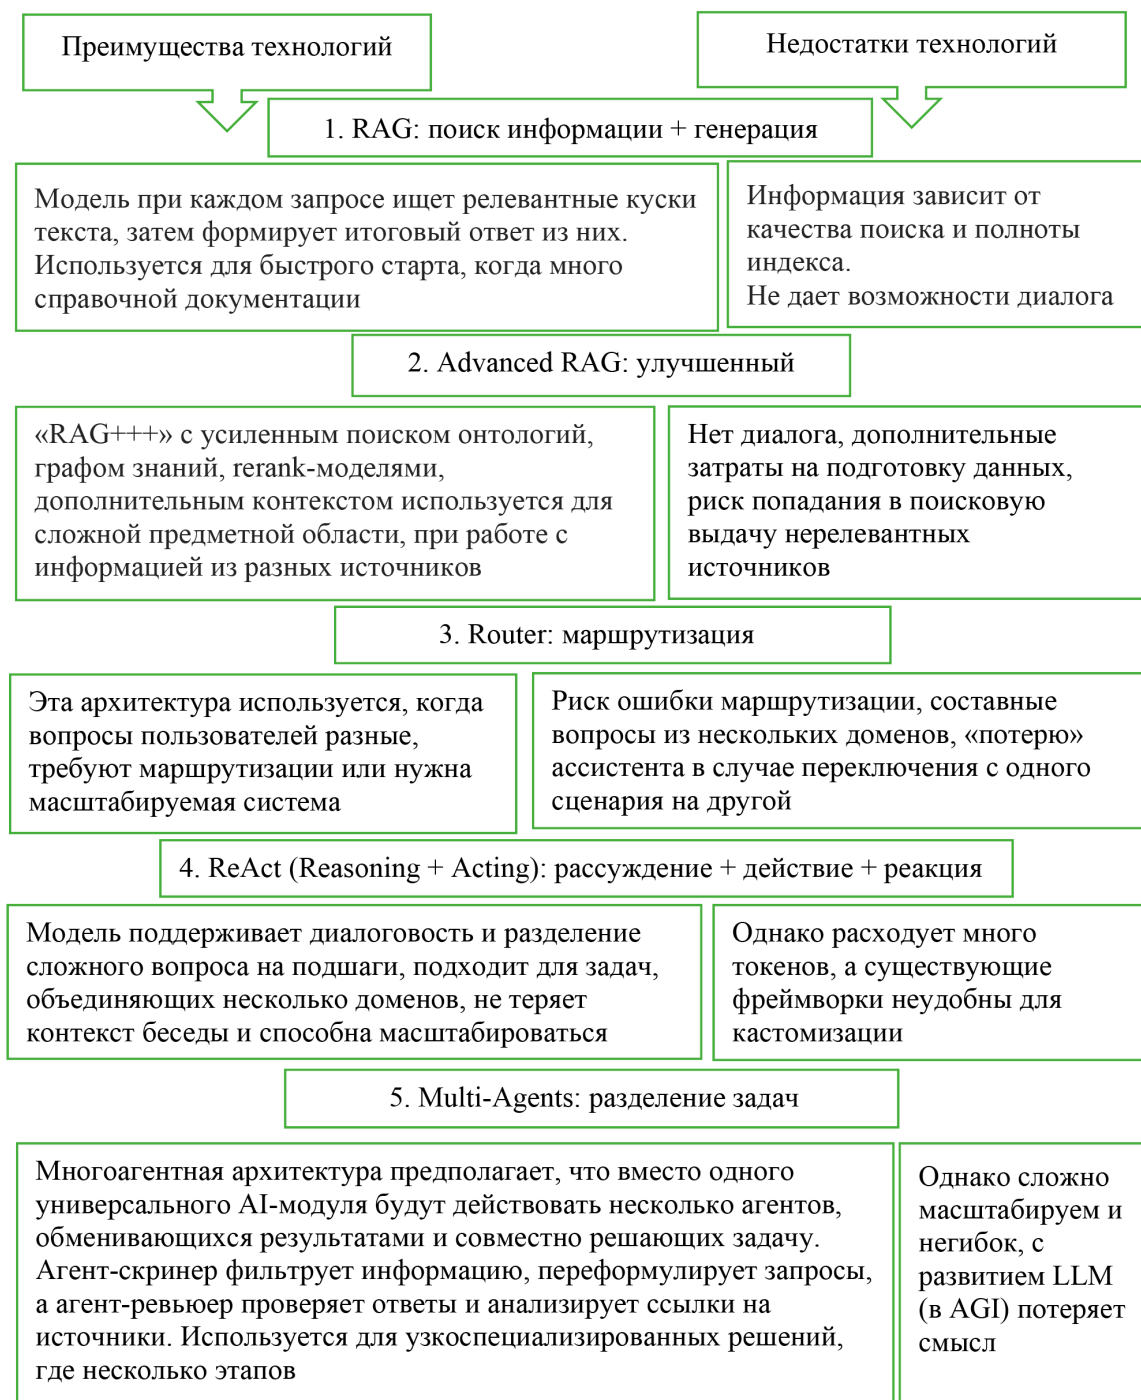 Преимущества технологий
Недостатки технологий
1. RAG: поиск информации + генерация
Модель при каждом запросе ищет релевантные куски
текста, затем формирует итоговый ответ из них.
Используется для быстрого старта, когда много
справочной документации
Информация зависит от
качества поиска и полноты
индекса.
Не дает возможности диалога
2. Advanced RAG: улучшенный
«RAG+++» с усиленным поиском онтологий,
графом знаний, rerank-моделями,
дополнительным контекстом используется для
сложной предметной области, при работе с
информацией из разных источников
Нет диалога, дополнительные
затраты на подготовку данных,
риск попадания в поисковую
выдачу нерелевантных
источников
3. Router: маршрутизация
Эта архитектура используется, когда
вопросы пользователей разные,
требуют маршрутизации или нужна
масштабируемая система
Риск ошибки маршрутизации, составные
вопросы из нескольких доменов, «потерю»
ассистента в случае переключения с одного
сценария на другой
4. ReAct (Reasoning + Acting): рассуждение + действие + реакция
Модель поддерживает диалоговость и разделение
сложного вопроса на подшаги, подходит для задач,
объединяющих несколько доменов, не теряет
контекст беседы и способна масштабироваться
Однако расходует много
токенов, а существующие
фреймворки неудобны для
кастомизации
5. Multi-Agents: разделение задач
Многоагентная архитектура предполагает, что вместо одного
универсального AI-модуля будут действовать несколько агентов,
обменивающихся результатами и совместно решающих задачу.
Агент-скринер фильтрует информацию, переформулирует запросы,
а агент-ревьюер проверяет ответы и анализирует ссылки на
источники. Используется для узкоспециализированных решений,
где несколько этапов
Однако сложно
масштабируем и
негибок, с
развитием LLM
(в AGI) потеряет
смысл